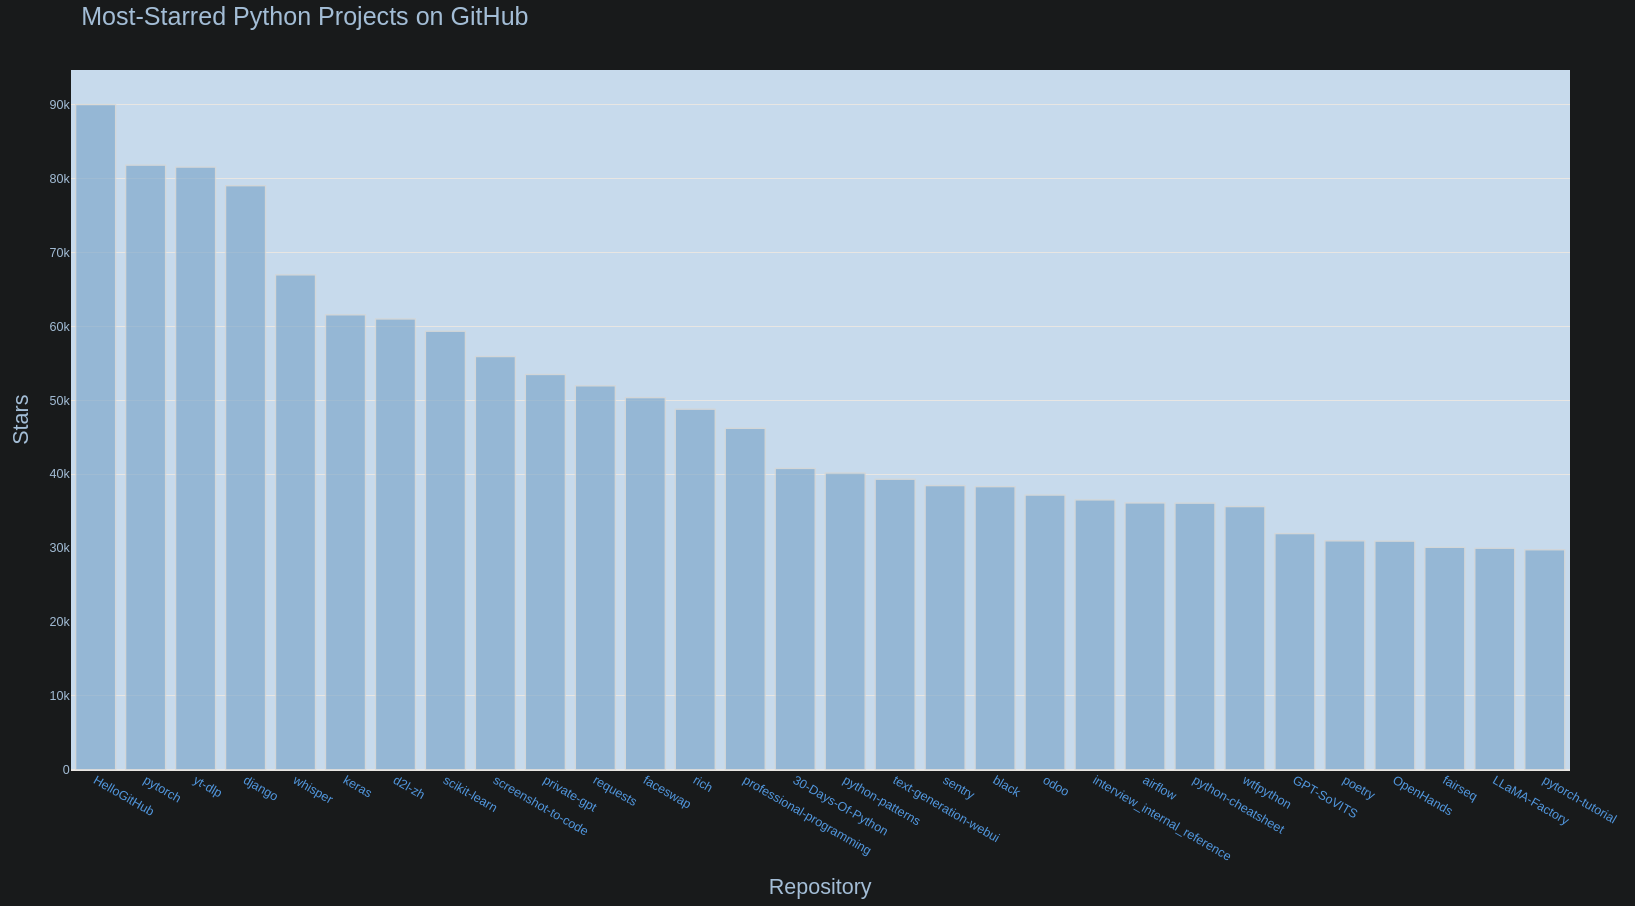 Most-Starred Python Projects on GitHub
90k
80k
70k
60k
50k
40k
30k
20k
10k
0
Stars
HelloGitHub
pytorch
yt-dlp
django
whisper
keras
d2l-zh
scikit-learn
screenshot-to-code
private-gpt
requests
faceswap
rich
professional-programming
30-Days-Of-Python
python-patterns
text-generation-webui
sentry
black
odoo
interview_internal_reference
airflow
python-cheatsheet
wtfpython
GPT-SoVITS
poetry
OpenHands
fairseq
LLaMA-Factory
pytorch-tutorial
Repository